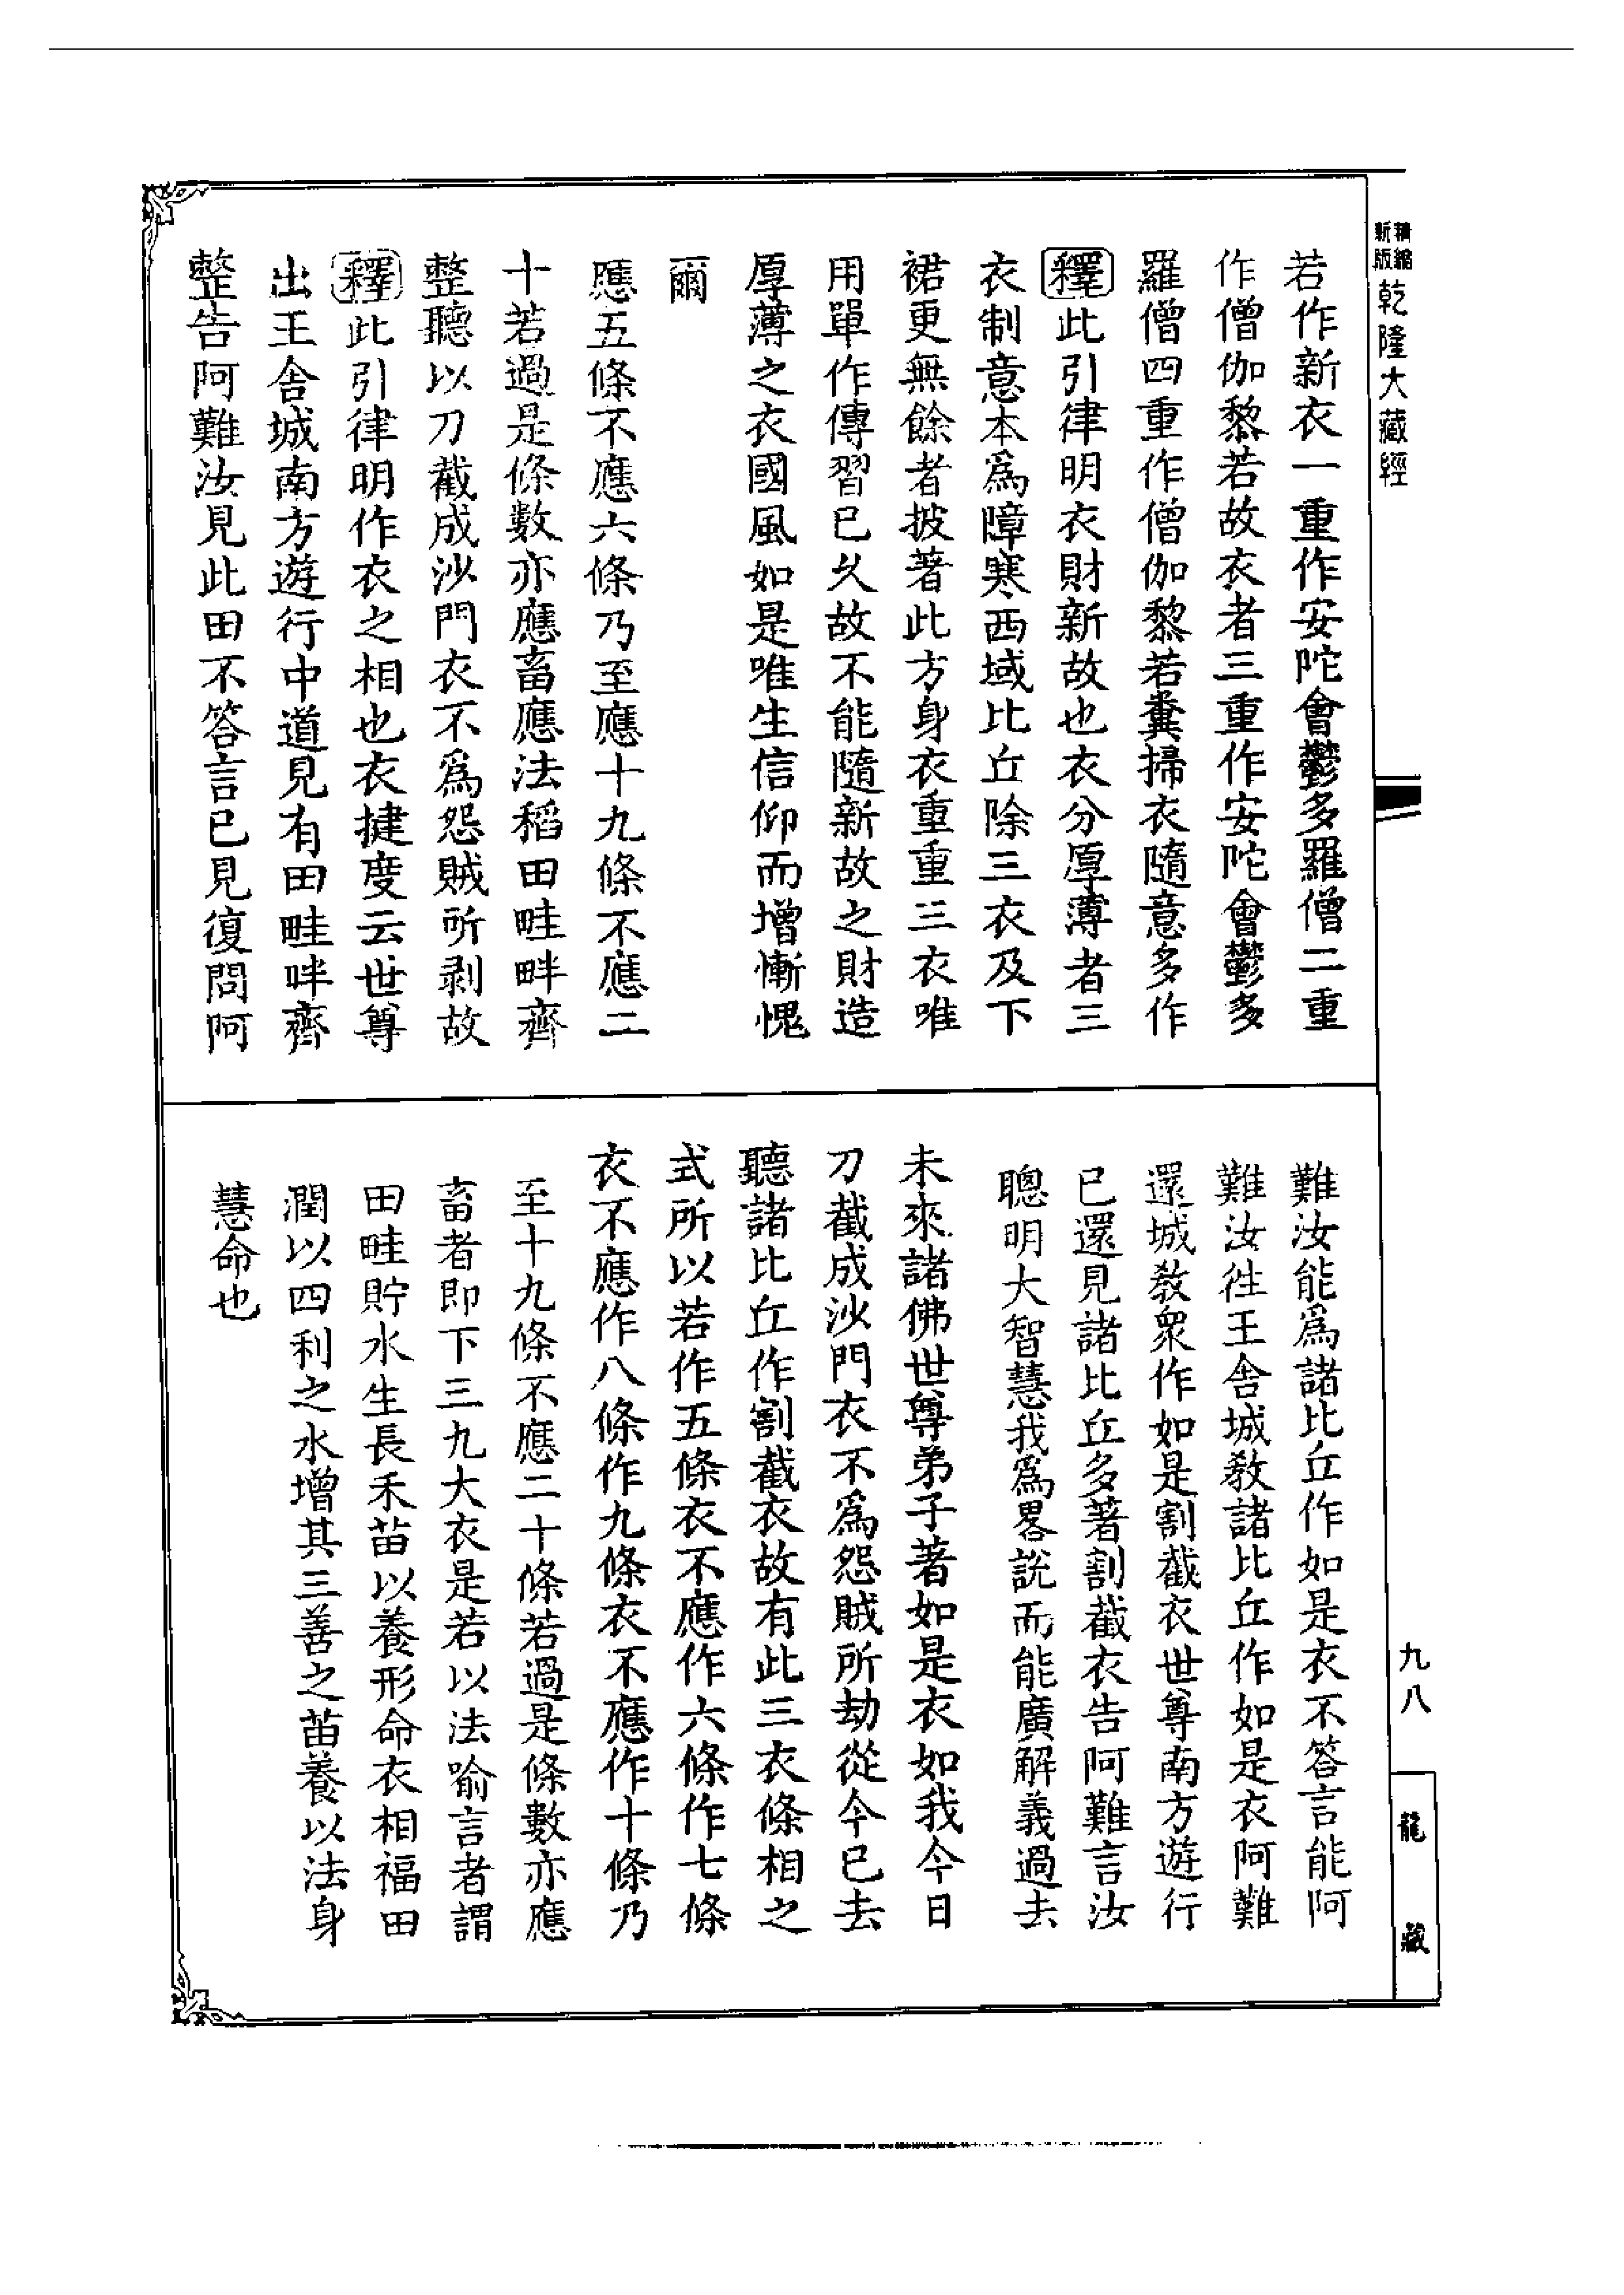 精縮新版乾隆大藏經
若作新衣一重作安陀會鬱多羅僧二重
作僧伽黎若故衣者三重作安陀會鬱多
羅僧四重作僧伽黎若糞掃衣隨意多作
釋此引律明衣財新故也衣分厚薄者三
衣制意本為障寒西域比丘除三衣及下
裙更無餘者披著此方身衣重重三衣唯
用單作傳習已久故不能隨新故之財造
厚薄之衣國風如是唯生信仰而增慚愧
爾
應五條不應六條乃至應十九條不應二
十若過是條數亦應畜應法稻田畦畔齊
整聽以刀截成沙門衣不為怨賊所剥故
釋此引律明作衣之相也衣揵度云世尊
出王舍城南方遊行中道見有田畦畔齊
整告阿難汝見此田不答言已見復問阿
難汝能為諸比丘作如是衣不答言能阿
難汝往王舍城教諸比丘作如是衣阿難
還城教衆作如是割截衣世尊南方遊行
已還見諸比丘多著割截衣告阿難言汝
聰明大智慧我為畧說而能廣解義過去
未來諸佛世尊弟子著如是衣如我今日
刀截成沙門衣不為怨賊所劫從今已去
聽諸比丘作割截衣故有此三衣條相之
式所以若作五條衣不應作六條作七條
衣不應作八條作九條衣不應作十條乃
至十九條不應二十條若過是條數亦應
畜者即下三九大衣是若以法喻言者謂
田畦貯水生長禾苗以養形命衣相福田
潤以四利之水增其三善之苗養以法身
慧命也
九八
龍藏